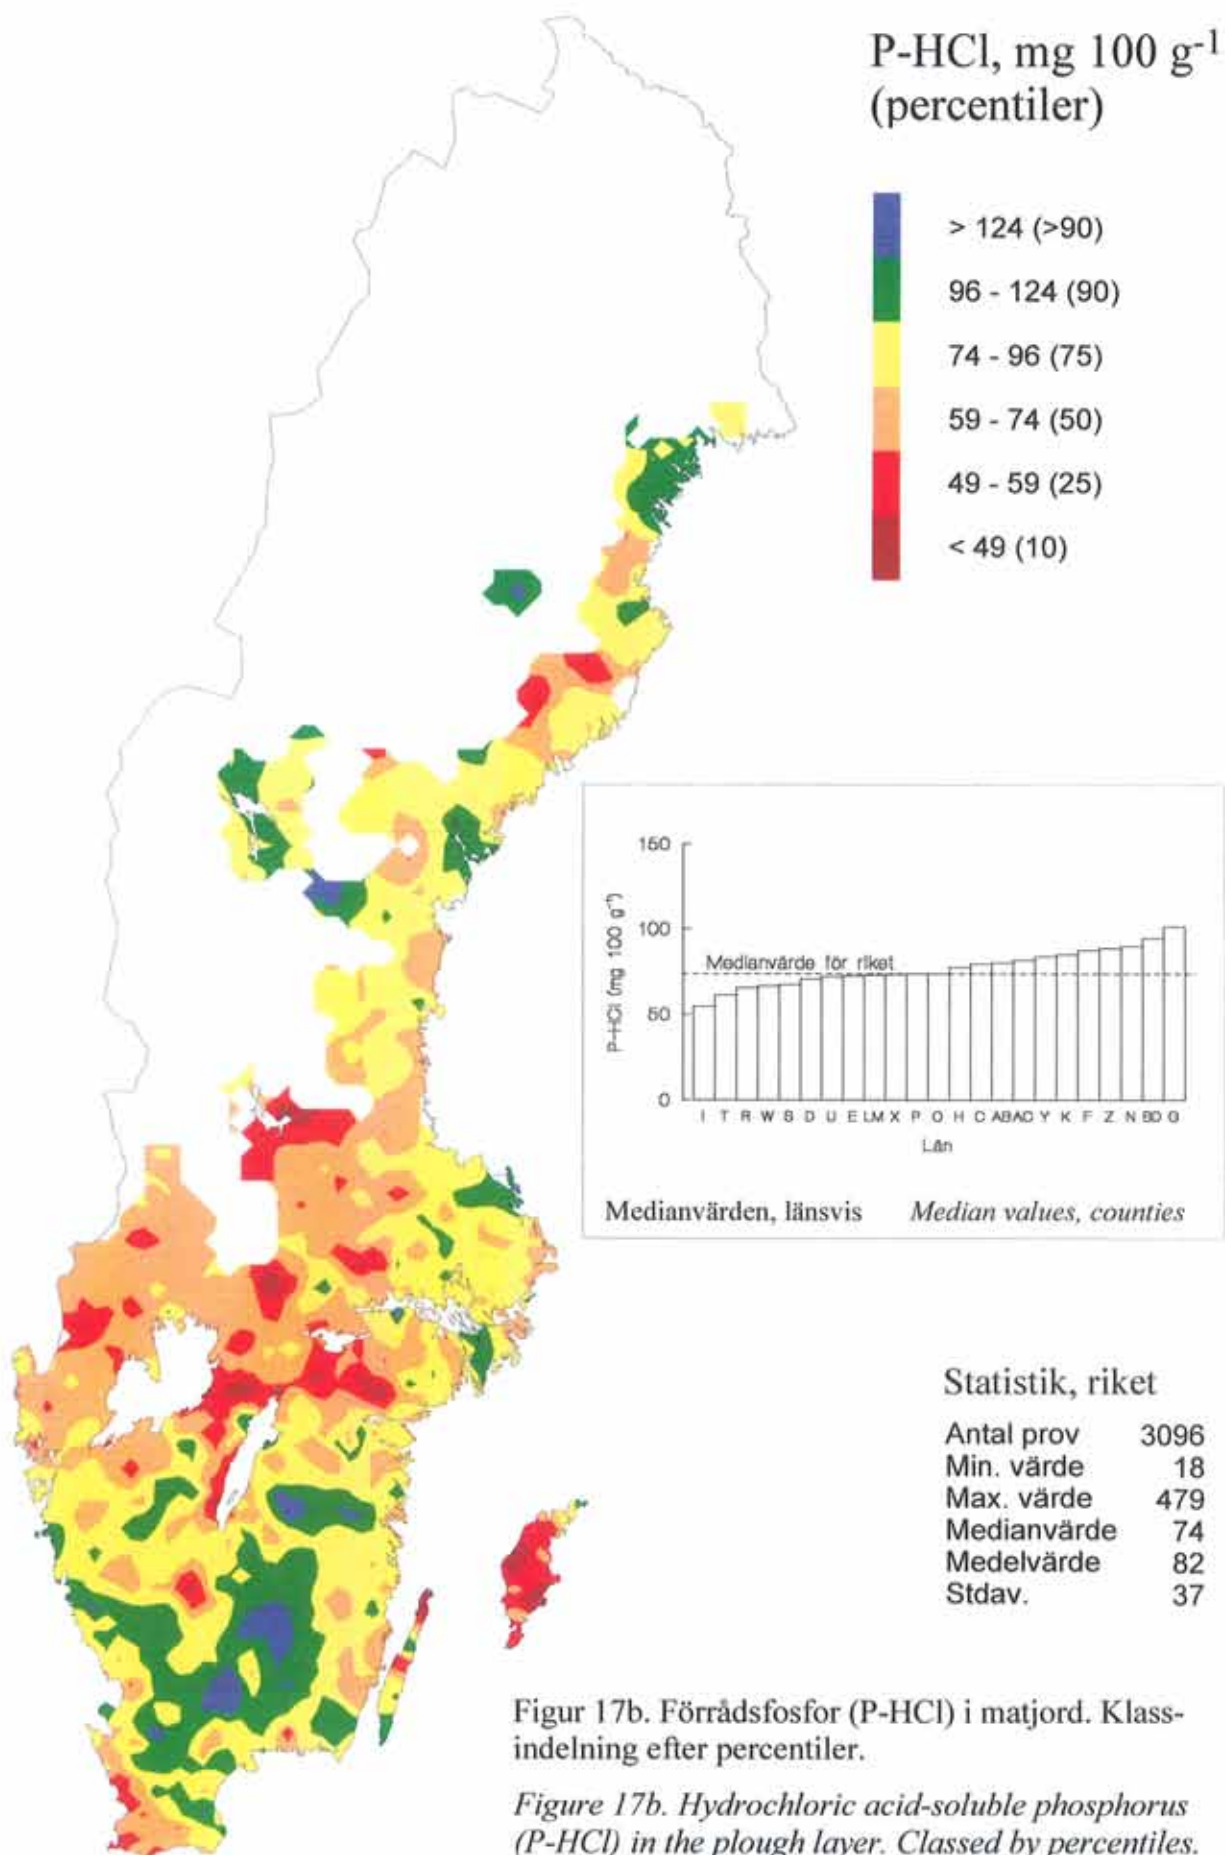 P-HCl, mg 100 g-1
(percentiler)
> 124 (>90)
96 - 124 (90)
74 - 96 (75)
59 - 74 (50)
49 - 59 (25)
< 49 (10)
150
100
50
0
P-HCl (mg 100 g-1)
Medianvärde för riket
I T R W S D U E LM X P O H C AB AC Y K F Z N BD G
Län
Medianvärden, länsvis Median values, counties
Statistik, riket
Antal prov 3096
Min. värde 18
Max. värde 479
Medianvärde 74
Medelvärde 82
Stdav. 37
Figur 17b. Förrådsfosfor (P-HCl) i matjord. Klass-
indelning efter percentiler.
Figure 17b. Hydrochloric acid-soluble phosphorus
(P-HCl) in the plough layer. Classed by percentiles.